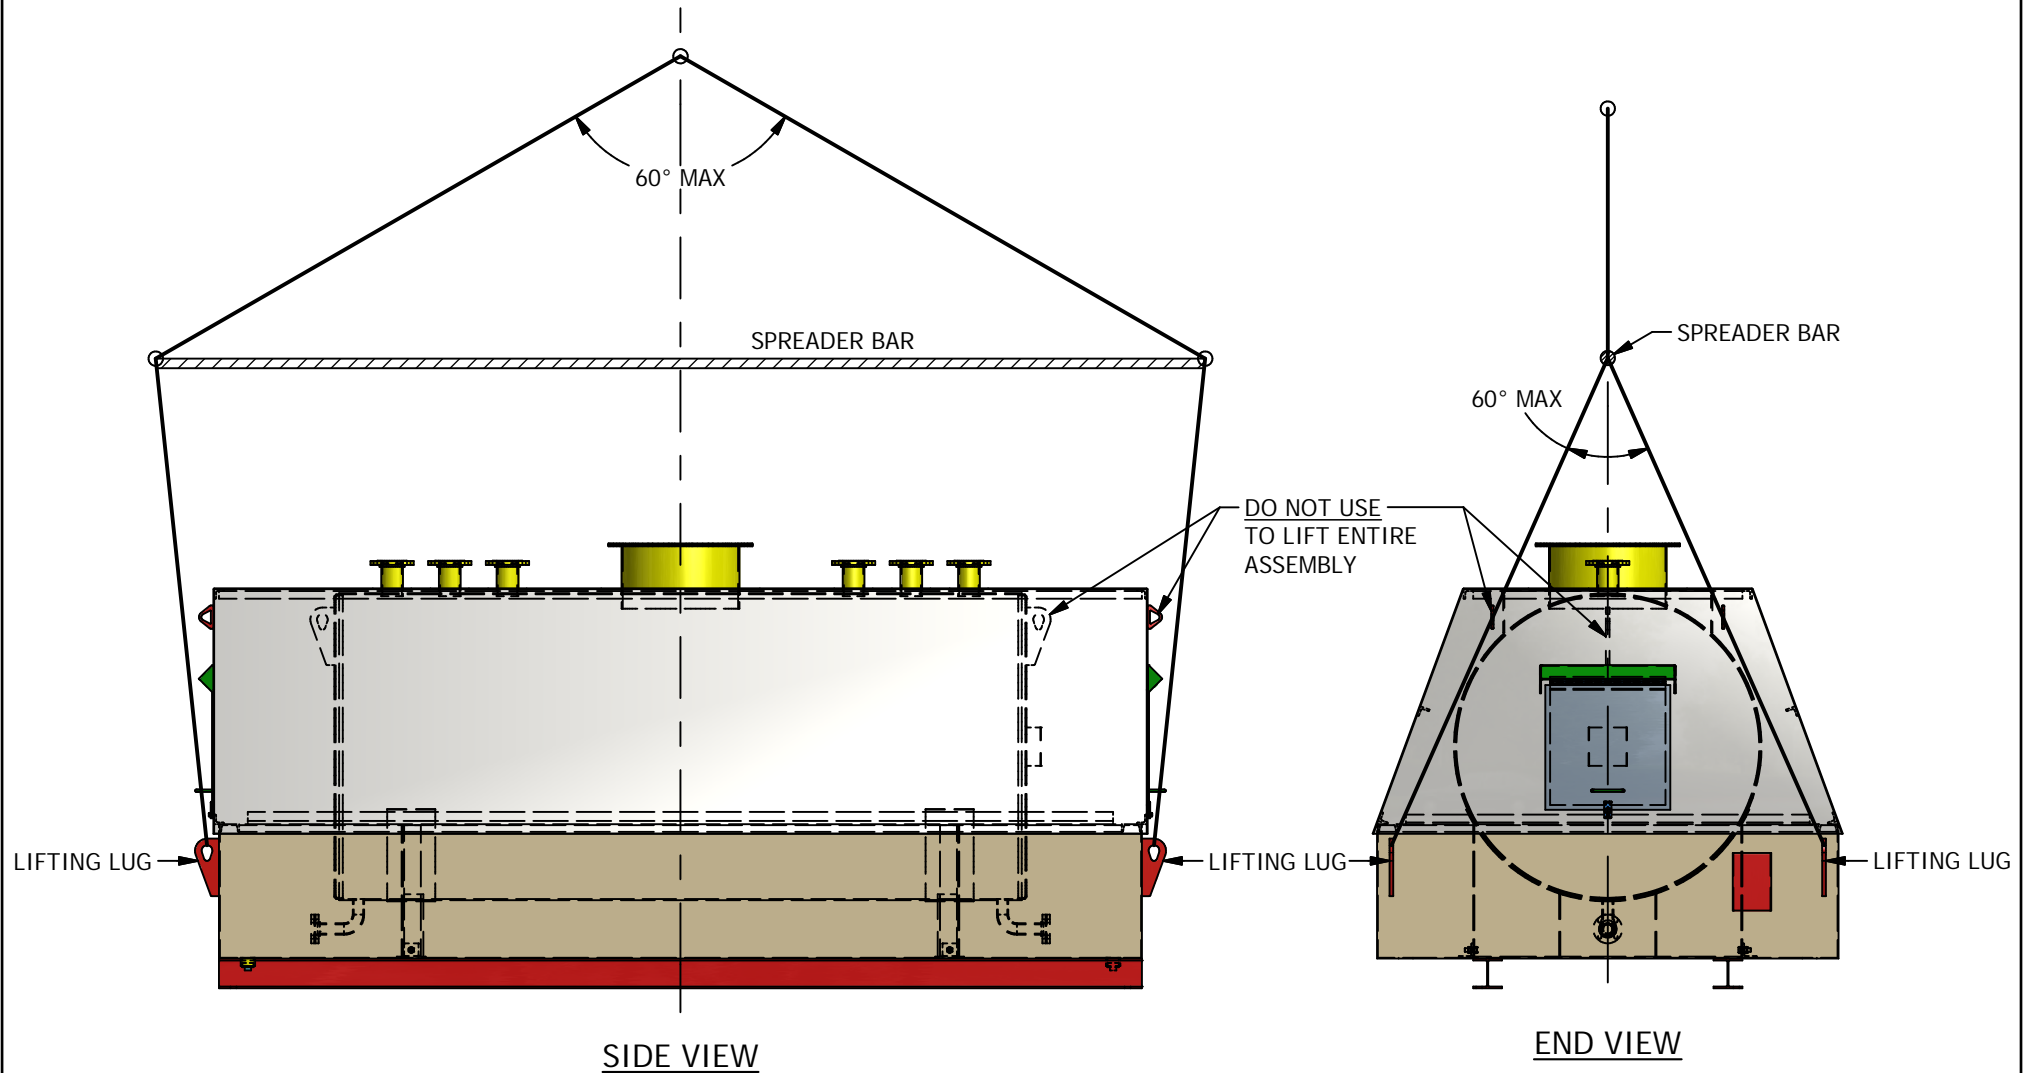 60° MAX
SPREADER BAR
SPREADER BAR
60° MAX
DO NOT USE
TO LIFT ENTIRE
ASSEMBLY
LIFTING LUG
LIFTING LUG
LIFTING LUG
SIDE VIEW
END VIEW